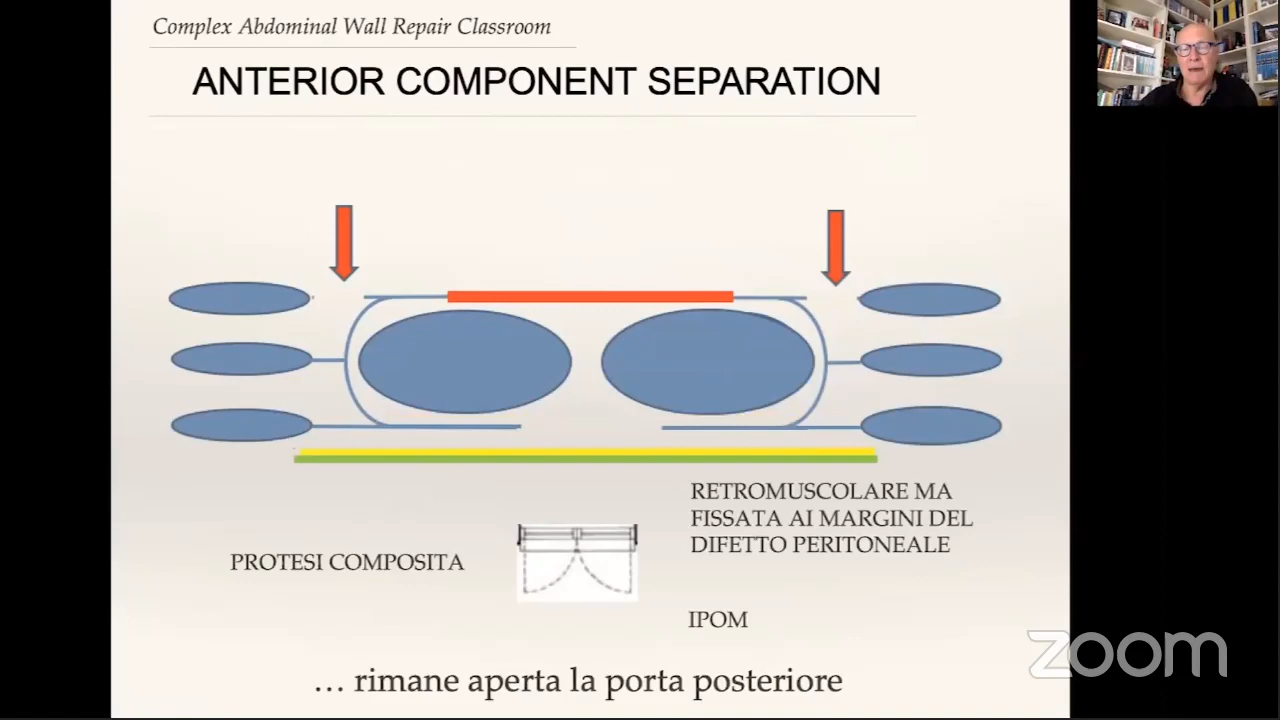 Complex Abdominal Wall Repair Classroom
ANTERIOR COMPONENT SEPARATION
RETROMUSCOLARE MA
FISSATA AI MARGINI DEL
DIFETTO PERITONEALE
PROTESI COMPOSITA
IPOM
… rimane aperta la porta posteriore
zoom